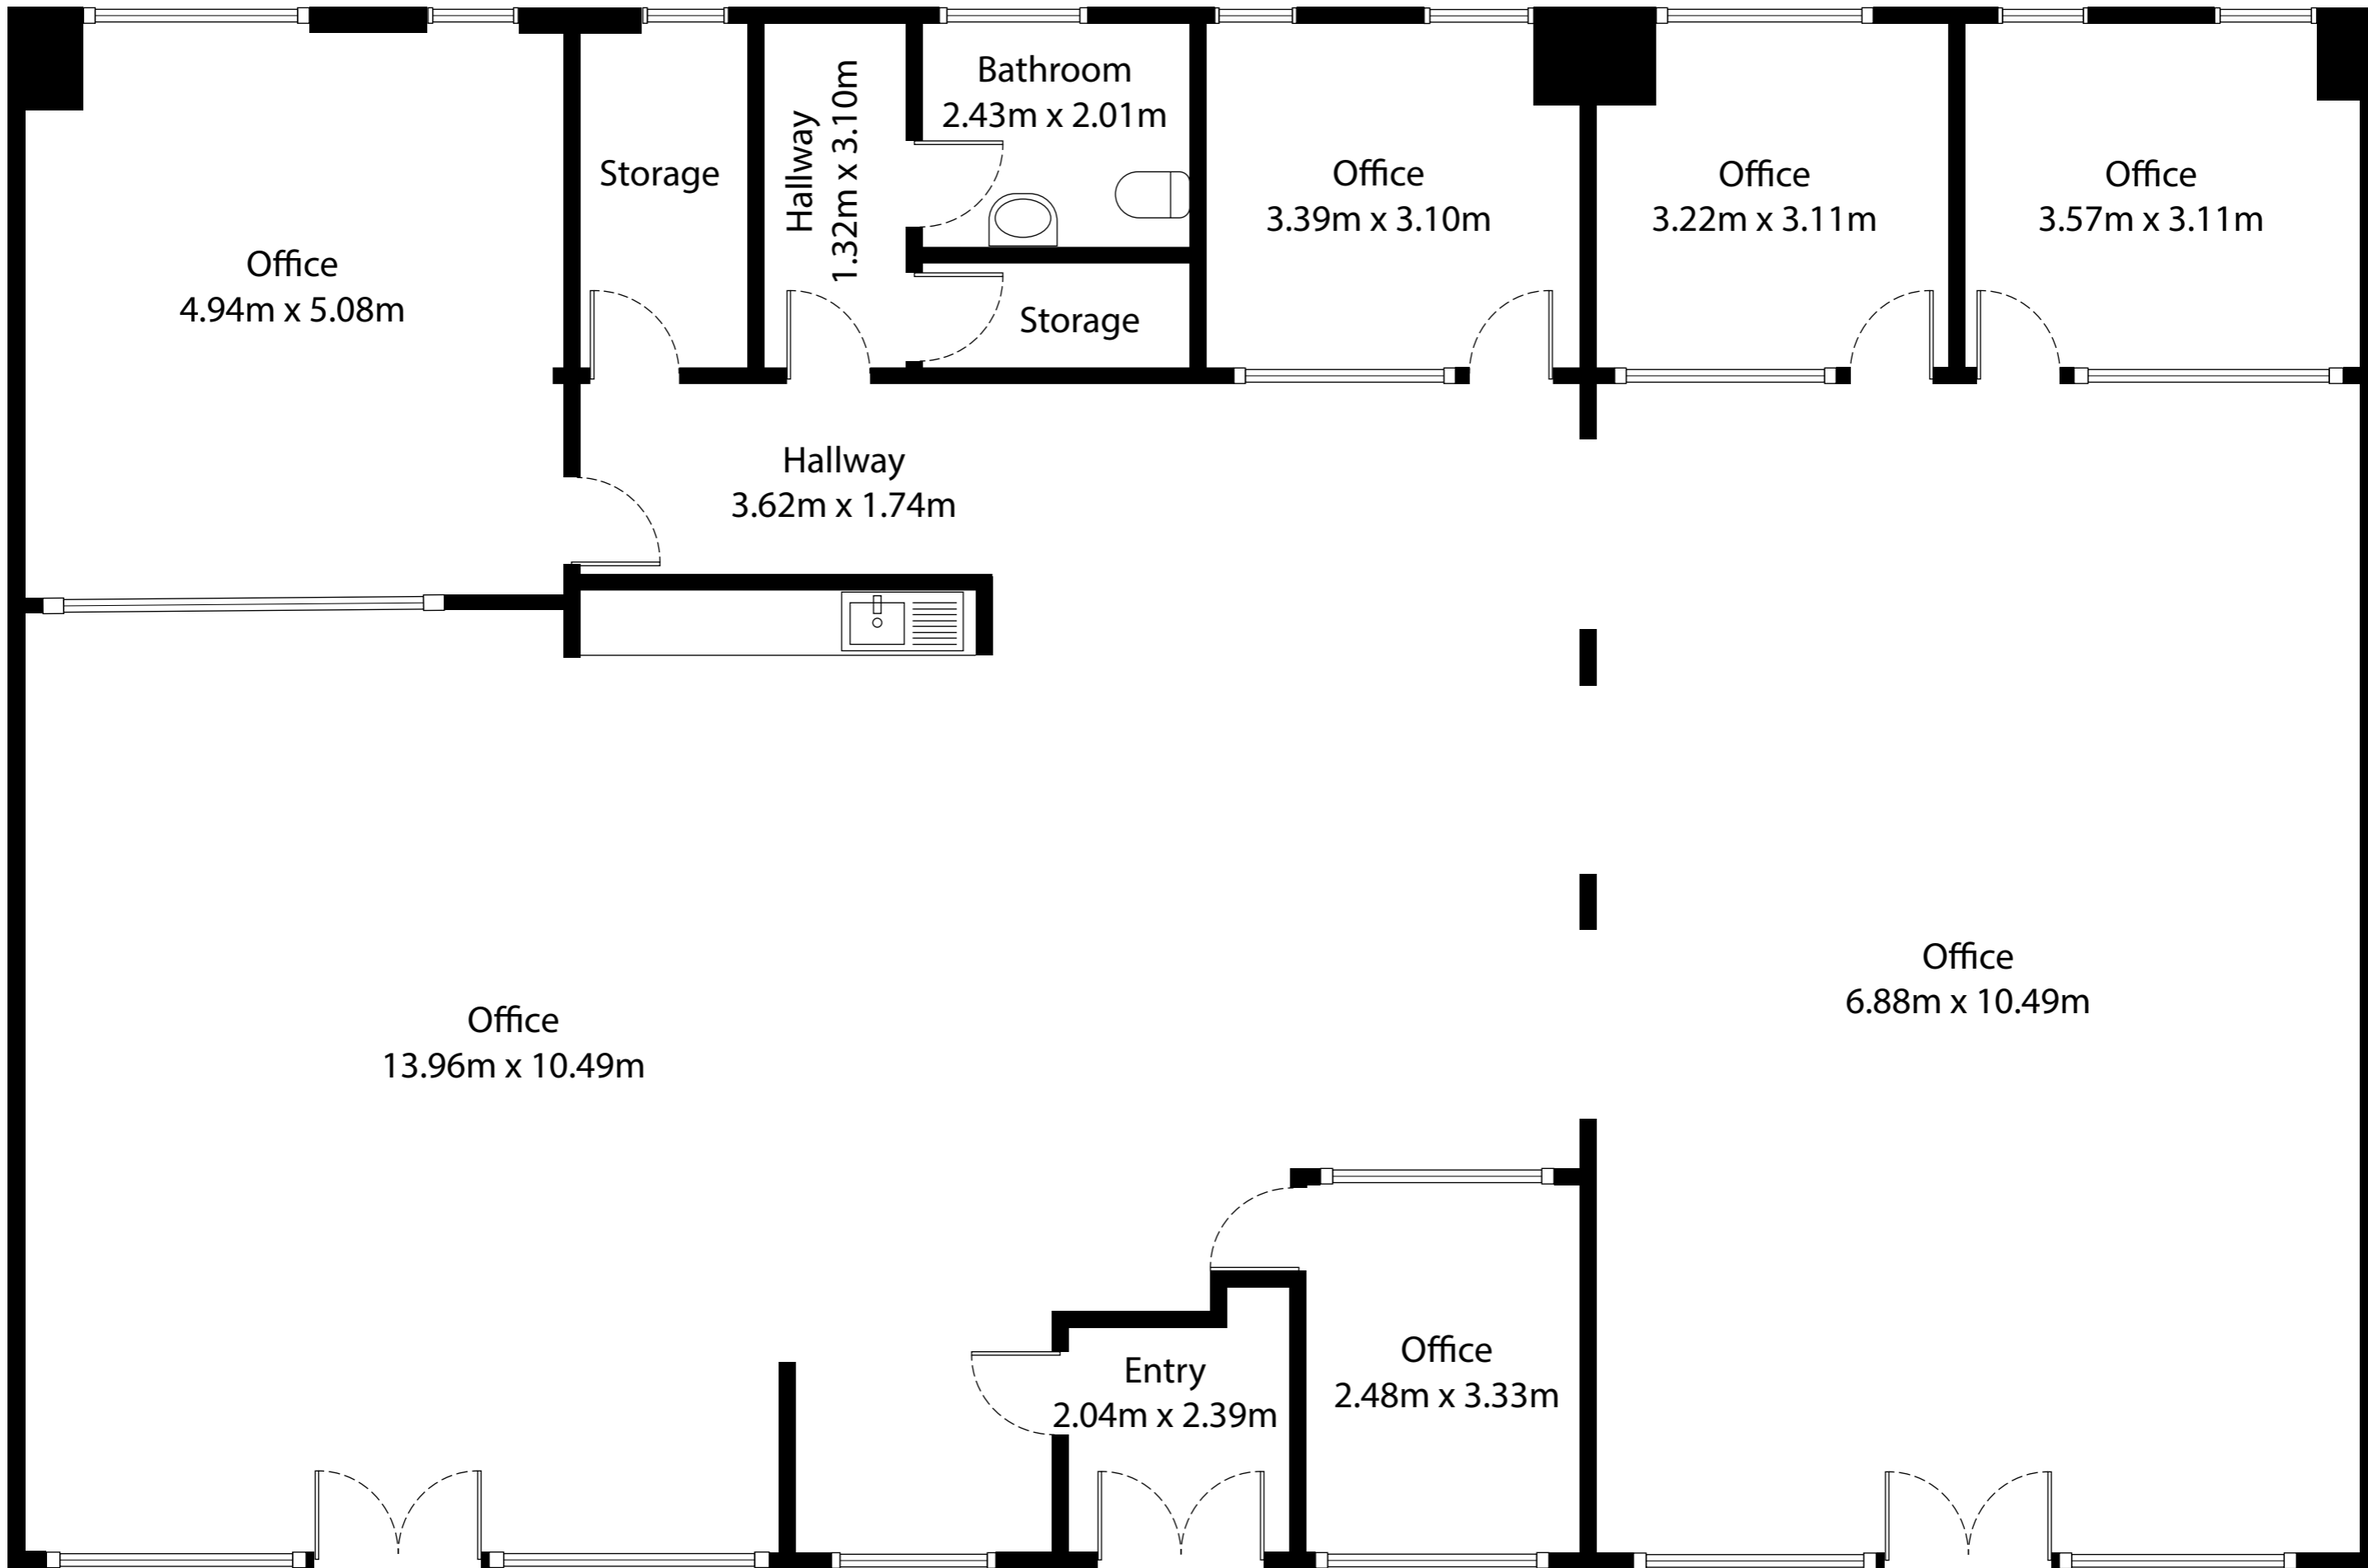 Bathroom
2.43m x 2.01m
Hallway
1.32m x 3.10m
Storage
Office
3.39m x 3.10m
Office
3.22m x 3.11m
Office
3.57m x 3.11m
Office
4.94m x 5.08m
Storage
Hallway
3.62m x 1.74m
Office
6.88m x 10.49m
Office
13.96m x 10.49m
Office
2.48m x 3.33m
Entry
2.04m x 2.39m